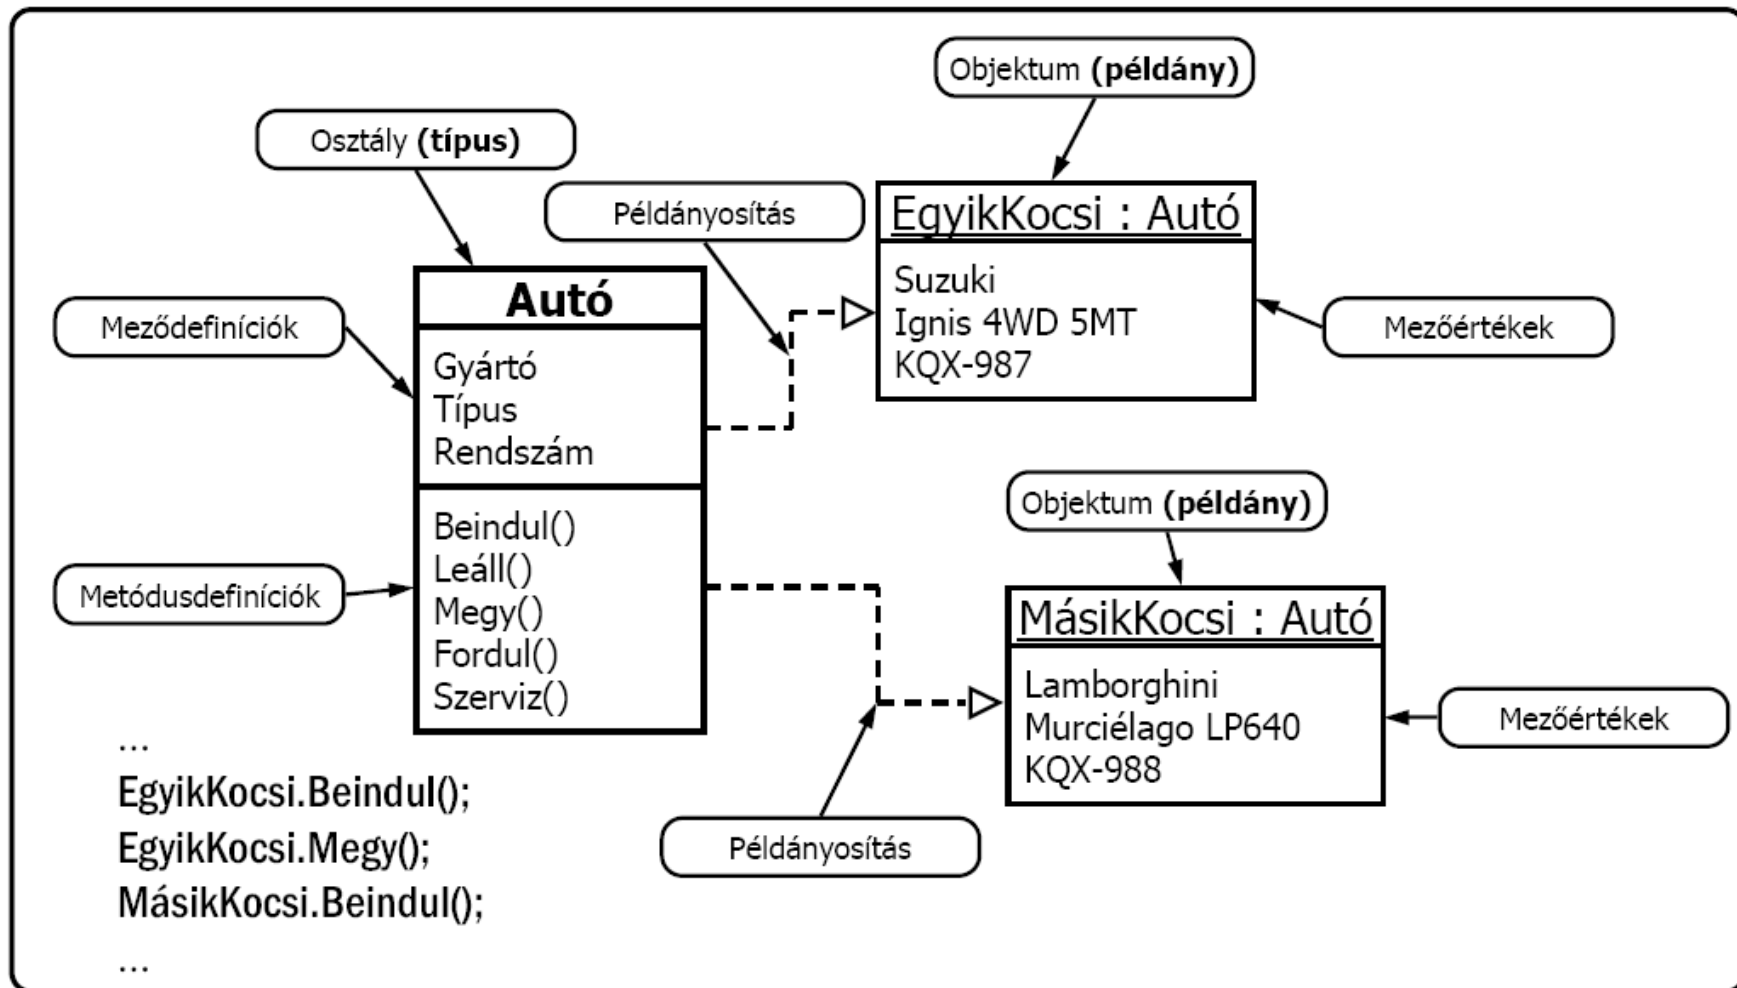 Objektum (példány)
Osztály (típus)
Példányosítás
EgyikKocsi : Autó
Suzuki
Ignis 4WD 5MT
KQX-987
Mezőértékek
Meződefiníciók
Autó
Gyártó
Típus
Rendszám
Beindul()
Leáll()
Megy()
Fordul()
Szerviz()
Metódusdefiníciók
Objektum (példány)
MásikKocsi : Autó
Lamborghini
Murciélago LP640
KQX-988
Mezőértékek
Példányosítás
...
EgyikKocsi.Beindul();
EgyikKocsi.Megy();
MásikKocsi.Beindul();
...